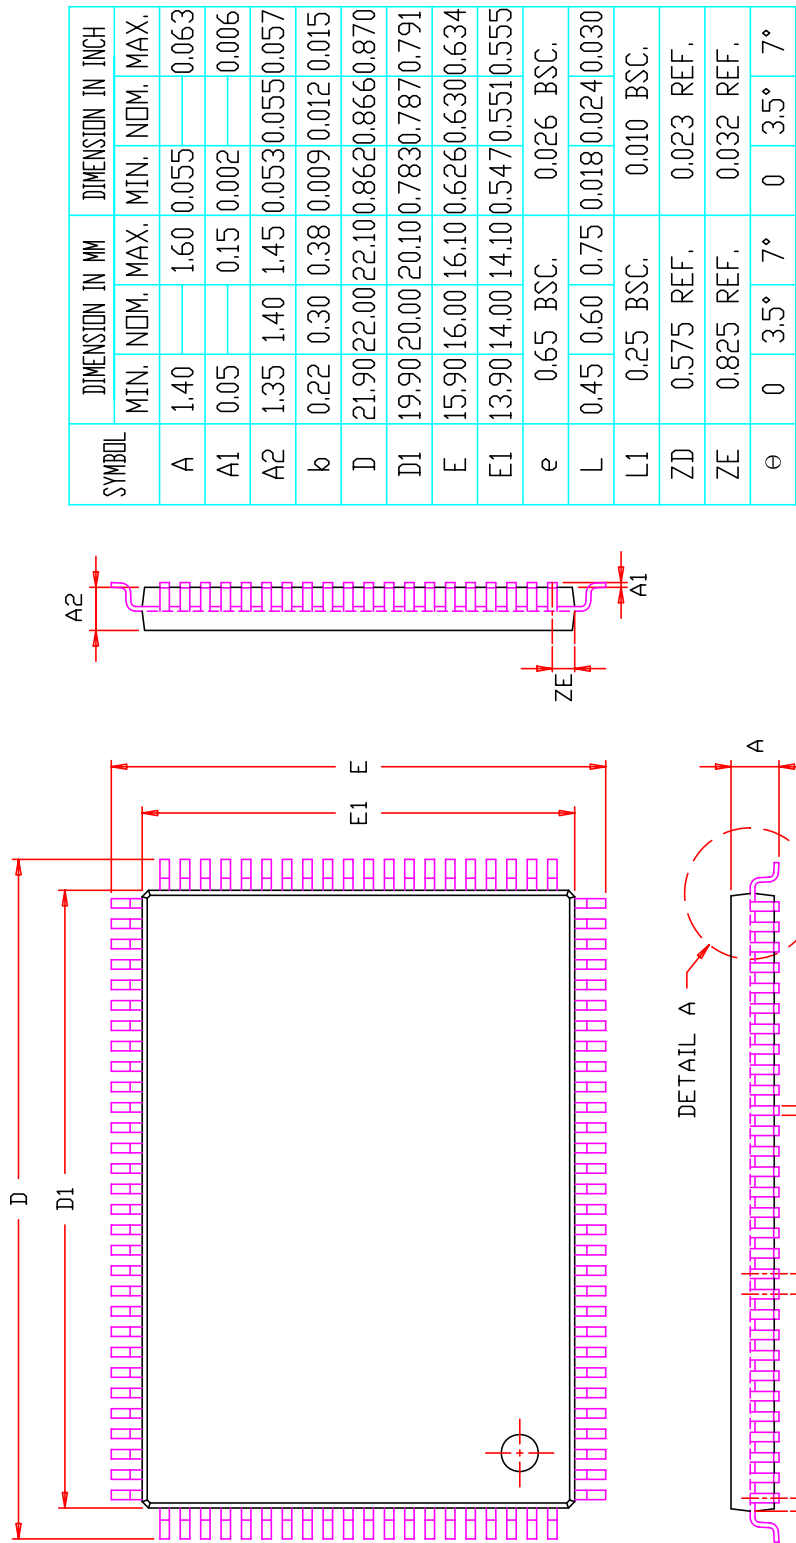 SYMBOL DIMENSION IN MM DIMENSION IN INCH
MIN. NOM. MAX. MIN. NOM. MAX.
A 1.40 1.60 0.055 0.063
A1 0.05 0.15 0.002 0.006
A2 1.35 1.40 1.45 0.053 0.055 0.057
b 0.22 0.30 0.38 0.009 0.012 0.015
D 21.90 22.00 22.10 0.862 0.866 0.870
D1 19.90 20.00 20.10 0.783 0.787 0.791
E 15.90 16.00 16.10 0.626 0.630 0.634
E1 13.90 14.00 14.10 0.547 0.551 0.555
e 0.65 BSC. 0.026 BSC.
L 0.45 0.60 0.75 0.018 0.024 0.030
L1 0.25 BSC. 0.010 BSC.
ZD 0.575 REF. 0.023 REF.
ZE 0.825 REF. 0.032 REF.
θ 0 3.5° 7° 0 3.5° 7°
A2
A1
ZE
D
D1
E
E1
DETAIL A
A